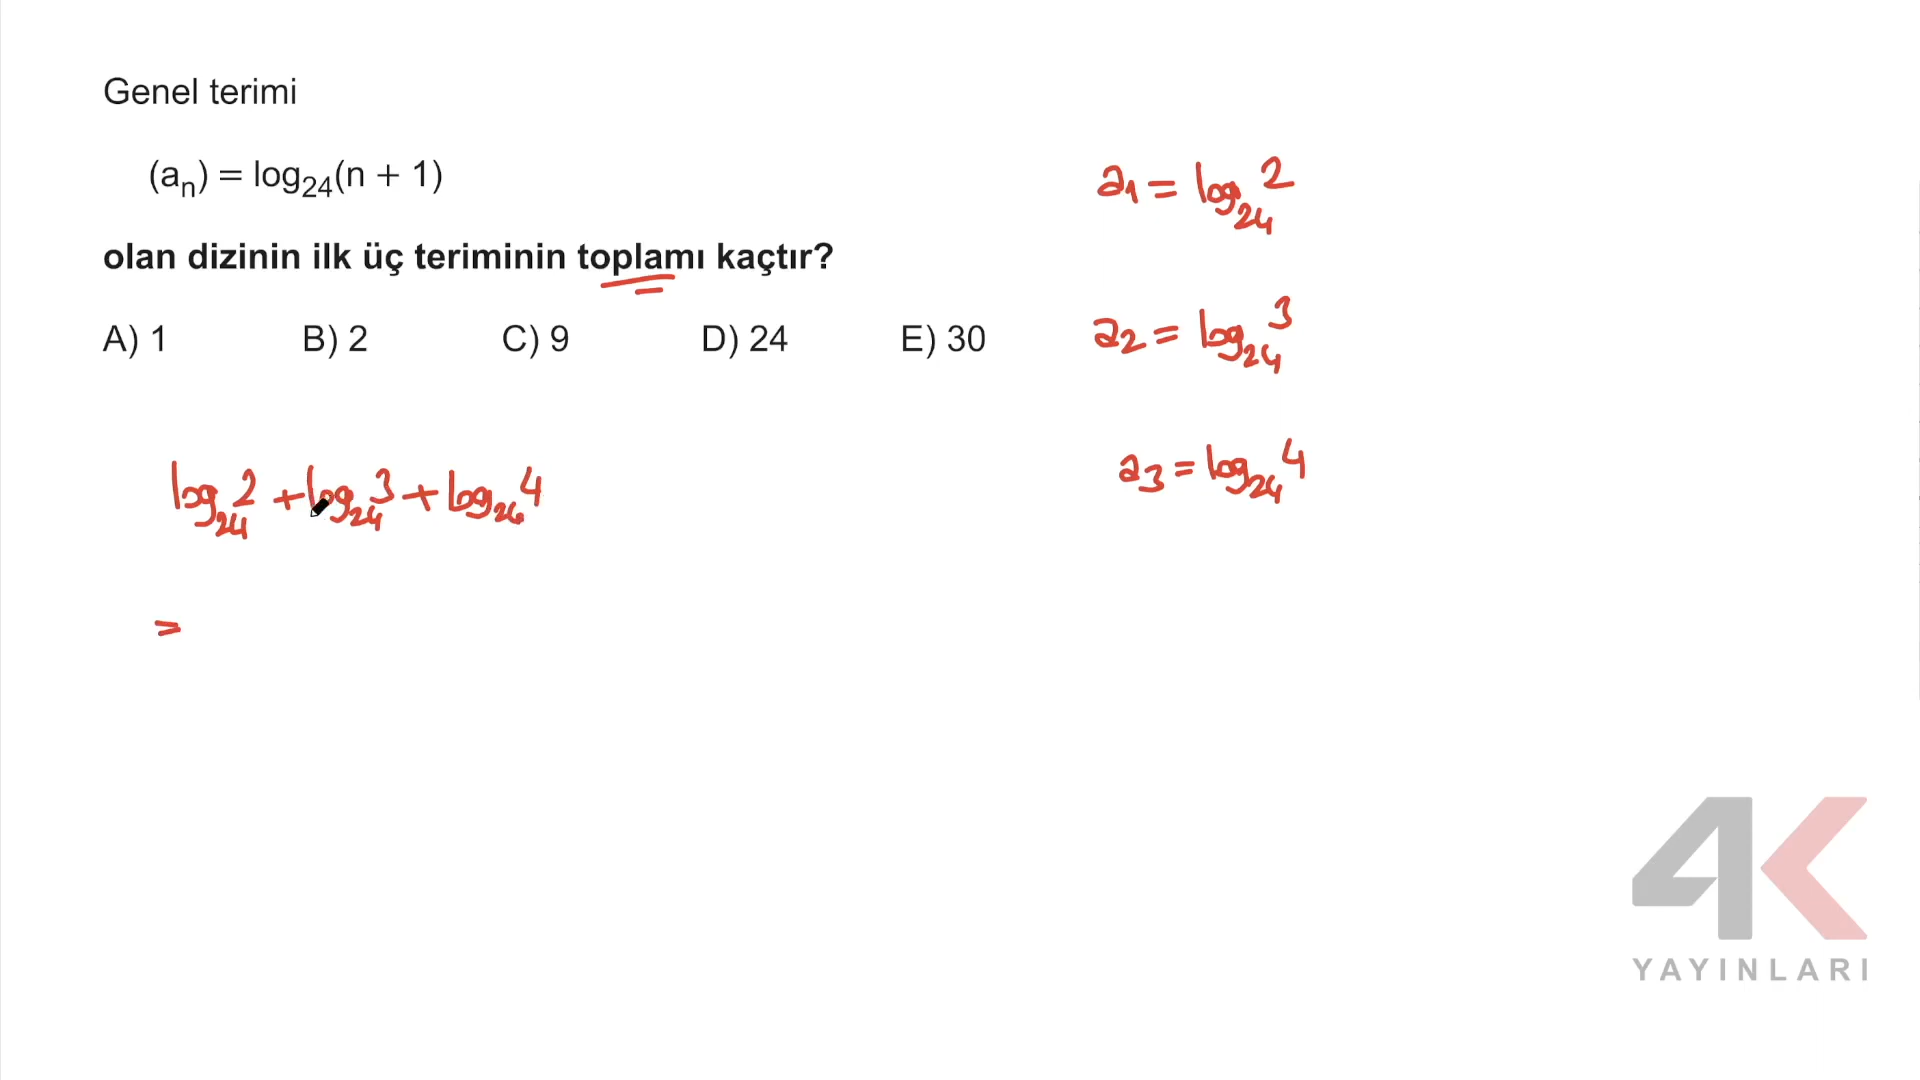 Genel terimi
(aₙ) = log₂₄(n + 1)
olan dizinin ilk üç teriminin toplamı kaçtır?
A) 1 B) 2 C) 9 D) 24 E) 30
a₁ = log₂₄2
a₂ = log₂₄3
a₃ = log₂₄4
log₂₄2 + log₂₄3 + log₂₄4
=
4K
YAYINLARI